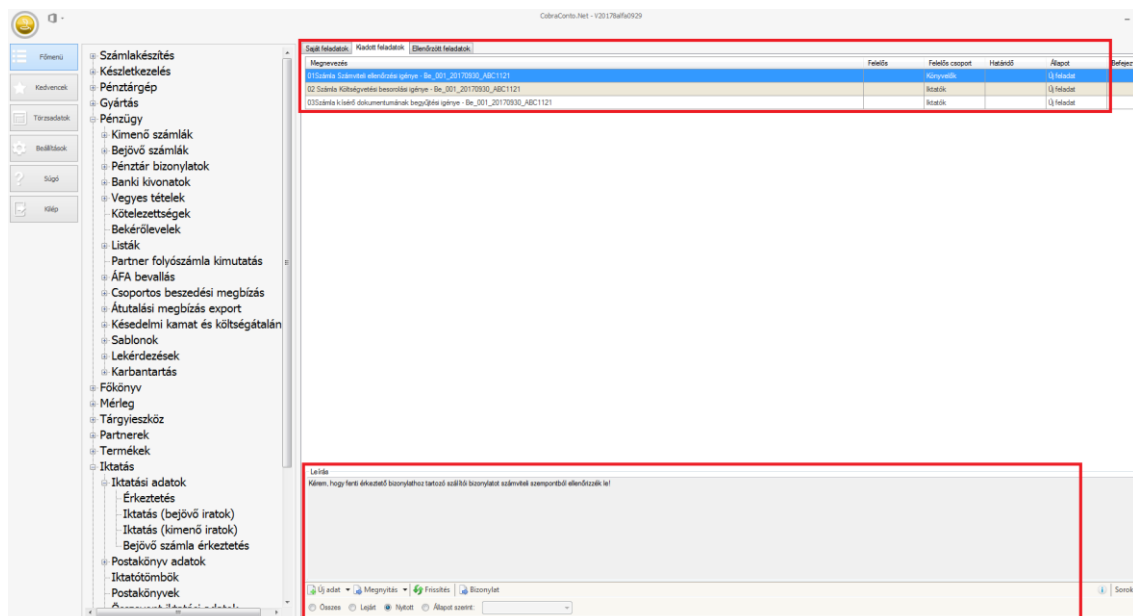 CobraConto.Net - V2017Balfa0929
Főmenü
Kedvencek
Törzsadatok
Beállítások
Súgó
Kilép
Számlakészítés
Készletkezelés
Pénztárgép
Gyártás
Pénzügy
Kimenő számlák
Bejövő számlák
Pénztár bizonylatok
Banki kivonatok
Vegyes tételek
Kötelezettségek
Bekérőlevelek
Listák
Partner folyószámla kimutatás
ÁFA bevallás
Csoportos beszedési megbízás
Átutalási megbízás export
Késedelmi kamat és költségátalán
Sablonok
Lekérdezések
Karbantartás
Főkönyv
Mérleg
Tárgyieszköz
Partnerek
Termékek
Iktatás
Iktatási adatok
Érkeztetés
Iktatás (bejövő iratok)
Iktatás (kimenő iratok)
Bejövő számla érkeztetés
Postakönyv adatok
Iktatótömbök
Postakönyvek
Saját feladatok Kiadott feladatok Ellenőrzött feladatok
Megnevezés Felelős Felelős csoport Határidő Állapot Befejez
01Számla Számviteli ellenőrzési igénye - Be_001_20170930_ABC1121 Könyvelők Új feladat
02 Számla Költségvetési besorolási igénye - Be_001_20170930_ABC1121 Iktatók Új feladat
03Számla kísérő dokumentumának begyűjtési igénye - Be_001_20170930_ABC1121 Iktatók Új feladat
Leírás
Kérem, hogy fenti érkeztető bizonylathoz tartozó szállítói bizonylatot számviteli szempontból ellenőrizzék le!
Új adat Megnyitás Frissítés Bizonylat Sorok
Összes Lejárt Nyitott Állapot szerint: